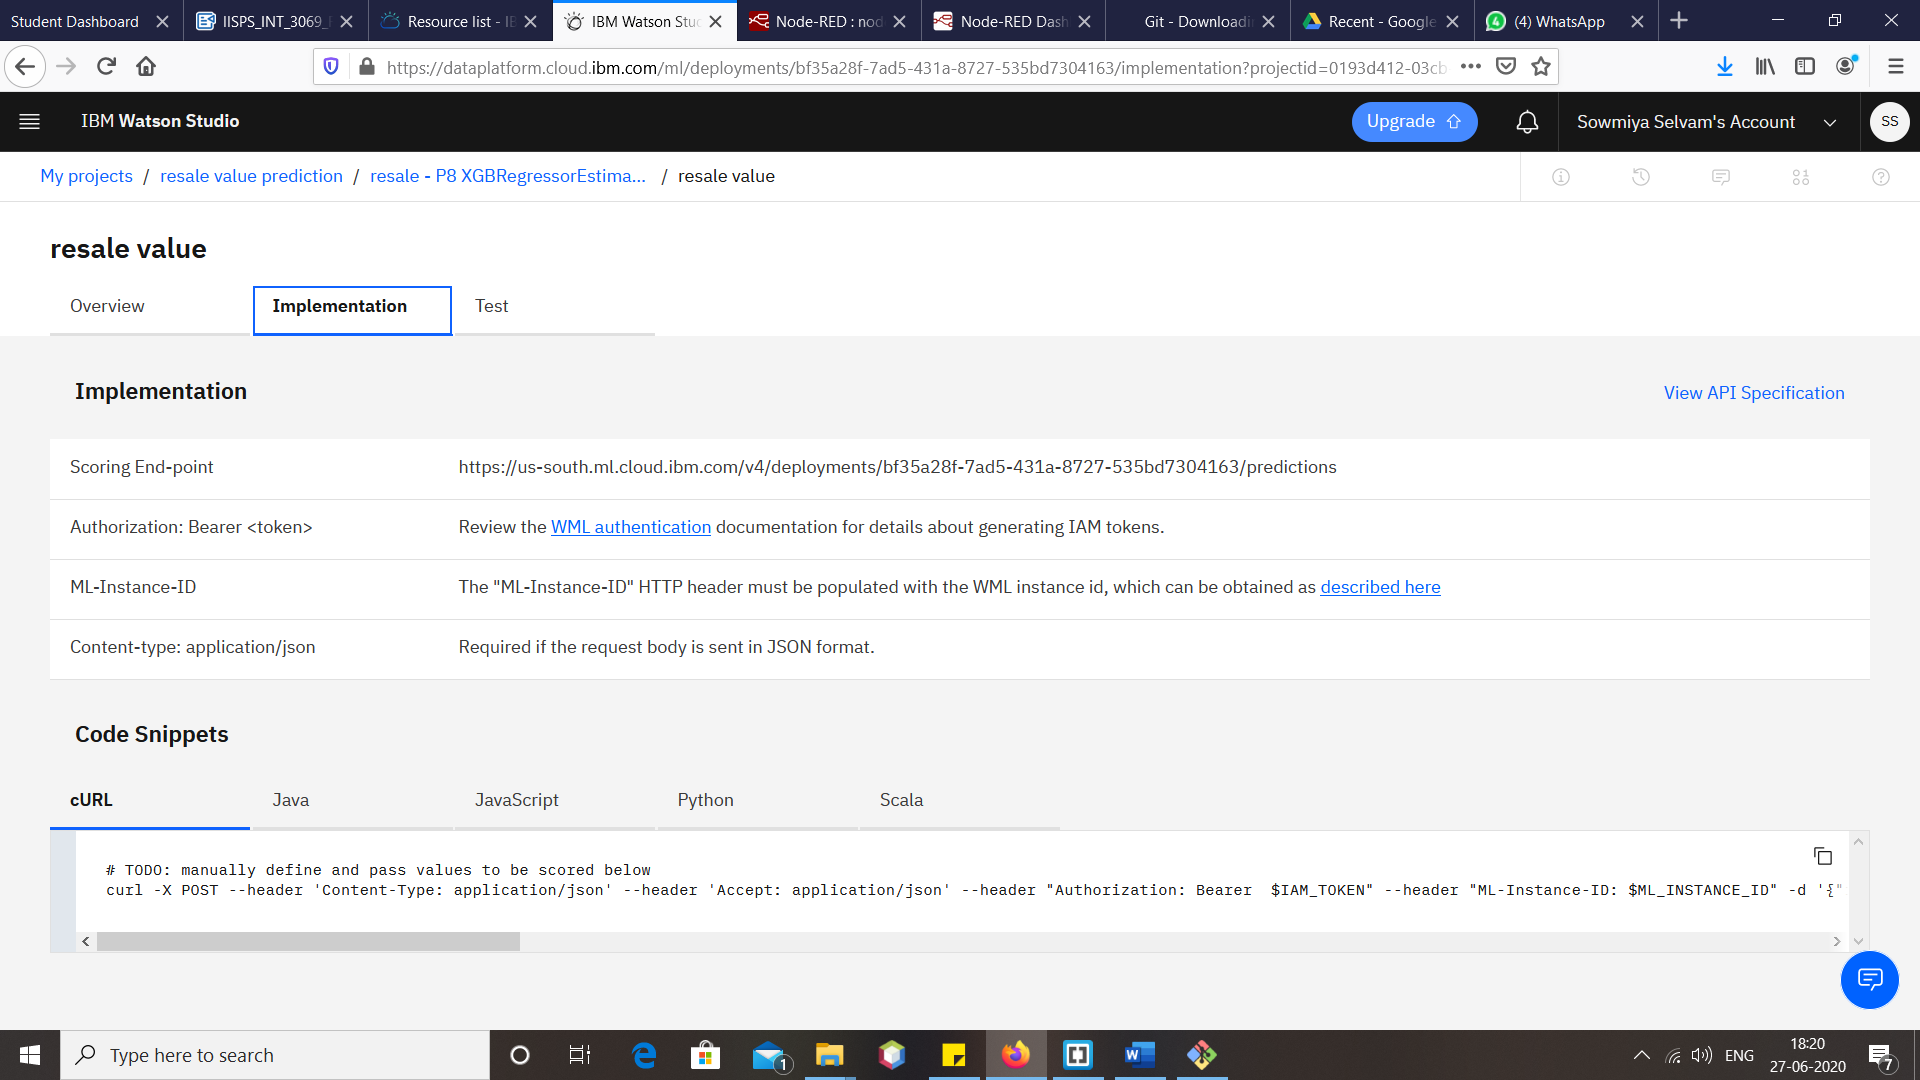 Student Dashboard
IISPS_INT_3069_
Resource list - IB
IBM Watson Stud
Node-RED : node
Node-RED Dash
Git - Downloadin
Recent - Google
(4) WhatsApp
https://dataplatform.cloud.ibm.com/ml/deployments/bf35a28f-7ad5-431a-8727-535bd7304163/implementation?projectid=0193d412-03cb
IBM Watson Studio
Upgrade
Sowmiya Selvam's Account
SS
My projects / resale value prediction / resale - P8 XGBRegressorEstima... / resale value
resale value
Overview
Implementation
Test
Implementation
View API Specification
Scoring End-point
https://us-south.ml.cloud.ibm.com/v4/deployments/bf35a28f-7ad5-431a-8727-535bd7304163/predictions
Authorization: Bearer <token>
Review the WML authentication documentation for details about generating IAM tokens.
ML-Instance-ID
The "ML-Instance-ID" HTTP header must be populated with the WML instance id, which can be obtained as described here
Content-type: application/json
Required if the request body is sent in JSON format.
Code Snippets
cURL
Java
JavaScript
Python
Scala
# TODO: manually define and pass values to be scored below
curl -X POST --header 'Content-Type: application/json' --header 'Accept: application/json' --header "Authorization: Bearer  $IAM_TOKEN" --header "ML-Instance-ID: $ML_INSTANCE_ID" -d '{"
Type here to search
1
ENG
18:20
27-06-2020
7